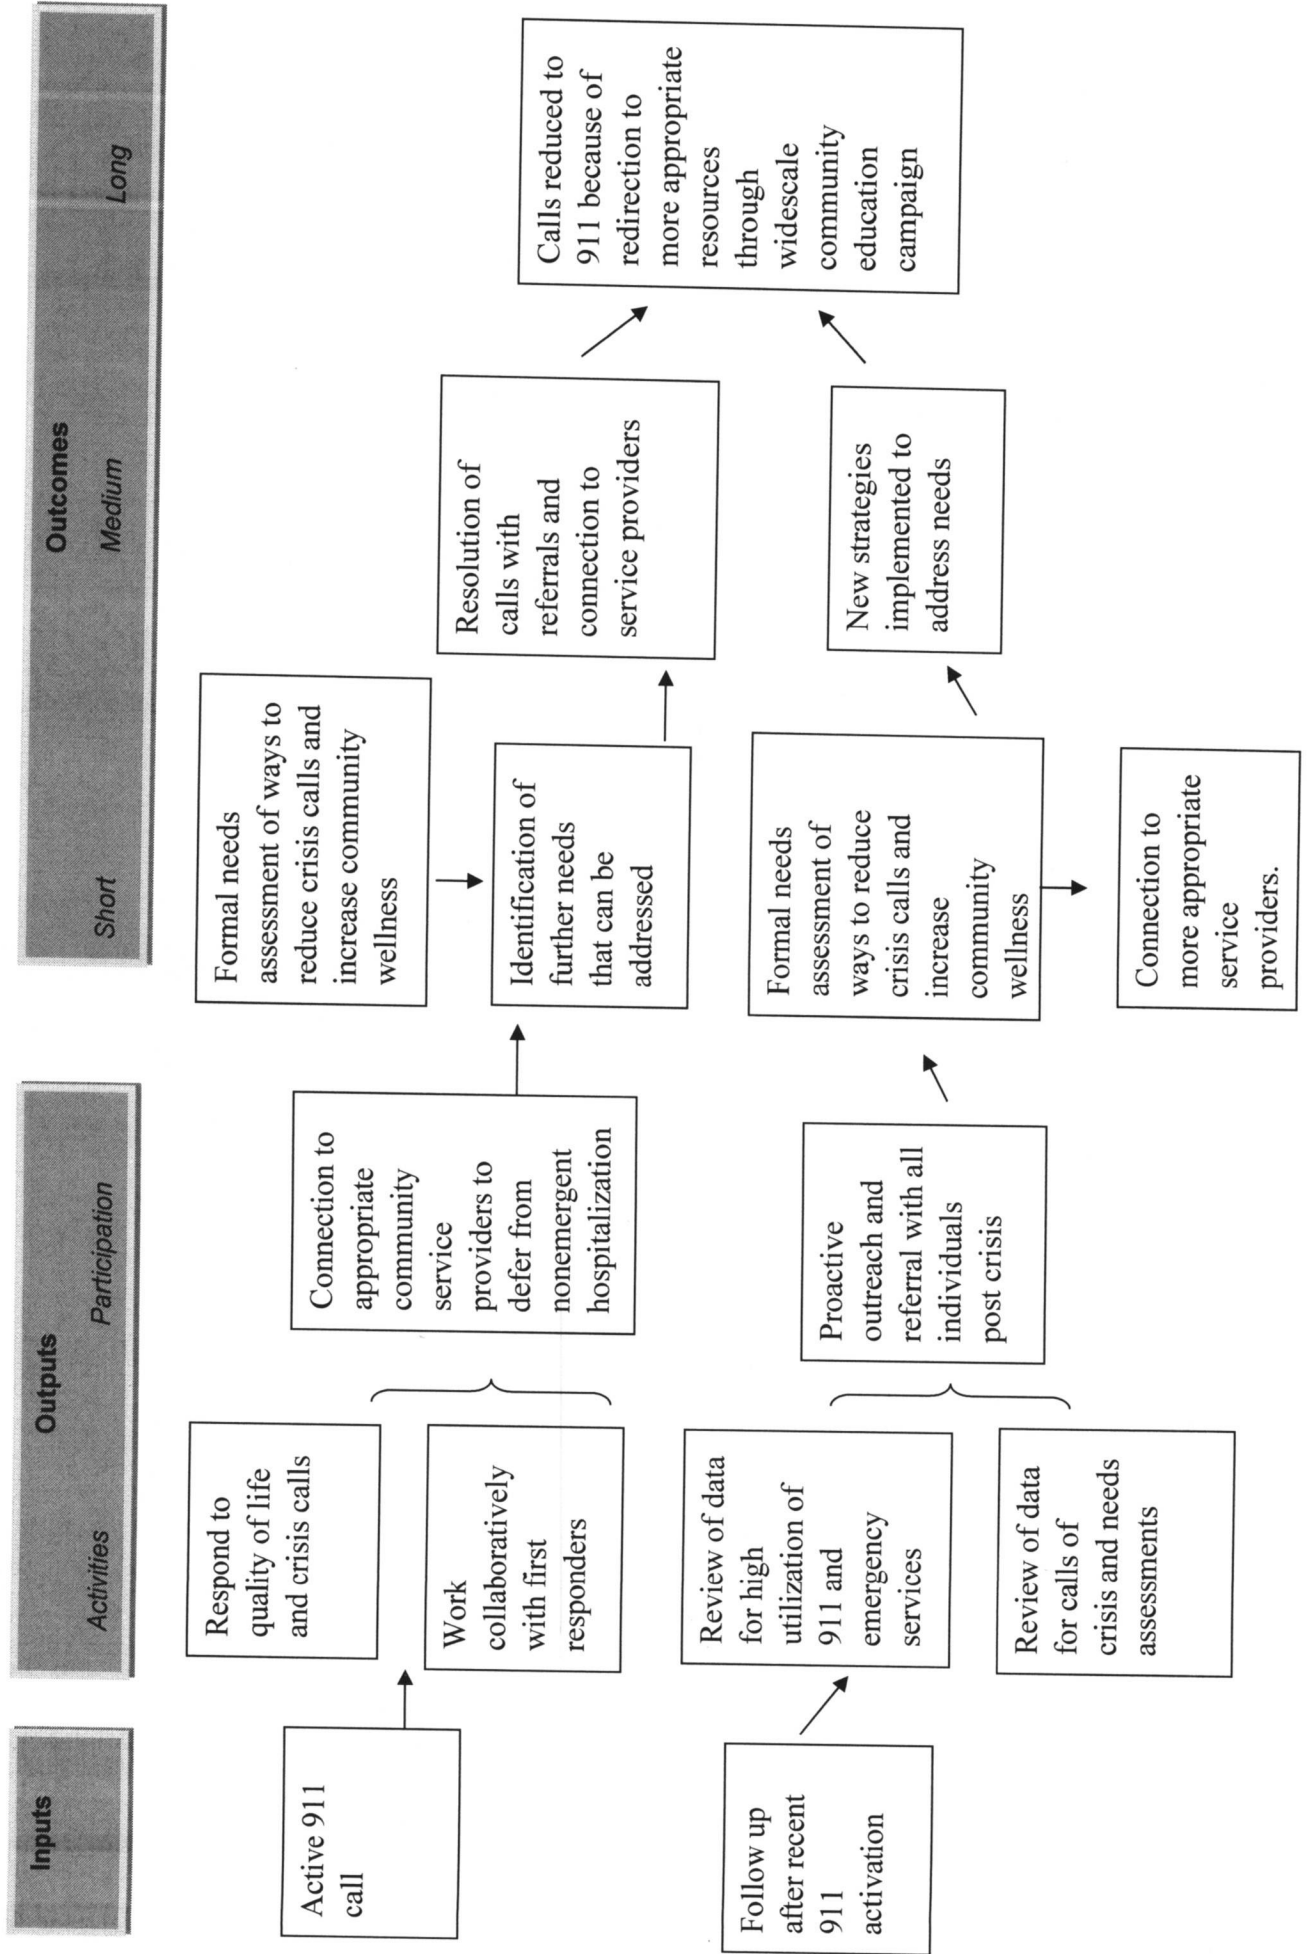 Inputs
Outputs
Activities
Participation
Outcomes
Short
Medium
Long
Active 911
call
Respond to
quality of life
and crisis calls
Work
collaboratively
with first
responders
Connection to
appropriate
community
service
providers to
defer from
nonemergent
hospitalization
Formal needs
assessment of ways to
reduce crisis calls and
increase community
wellness
Identification of
further needs
that can be
addressed
Resolution of
calls with
referrals and
connection to
service providers
Calls reduced to
911 because of
redirection to
more appropriate
resources
through
widescale
community
education
campaign
Follow up
after recent
911
activation
Review of data
for high
utilization of
911 and
emergency
services
Review of data
for calls of
crisis and needs
assessments
Proactive
outreach and
referral with all
individuals
post crisis
Formal needs
assessment of
ways to reduce
crisis calls and
increase
community
wellness
Connection to
more appropriate
service
providers.
New strategies
implemented to
address needs